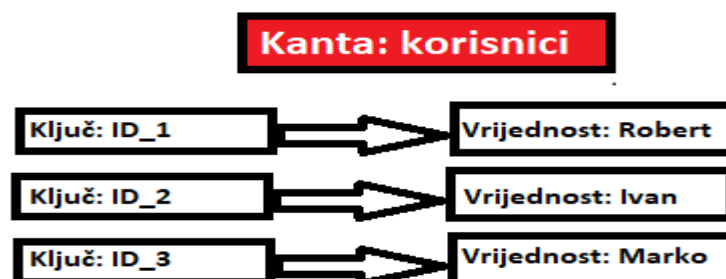 Kanta: korisnici
Ključ: ID_1
Vrijednost: Robert
Ključ: ID_2
Vrijednost: Ivan
Ključ: ID_3
Vrijednost: Marko